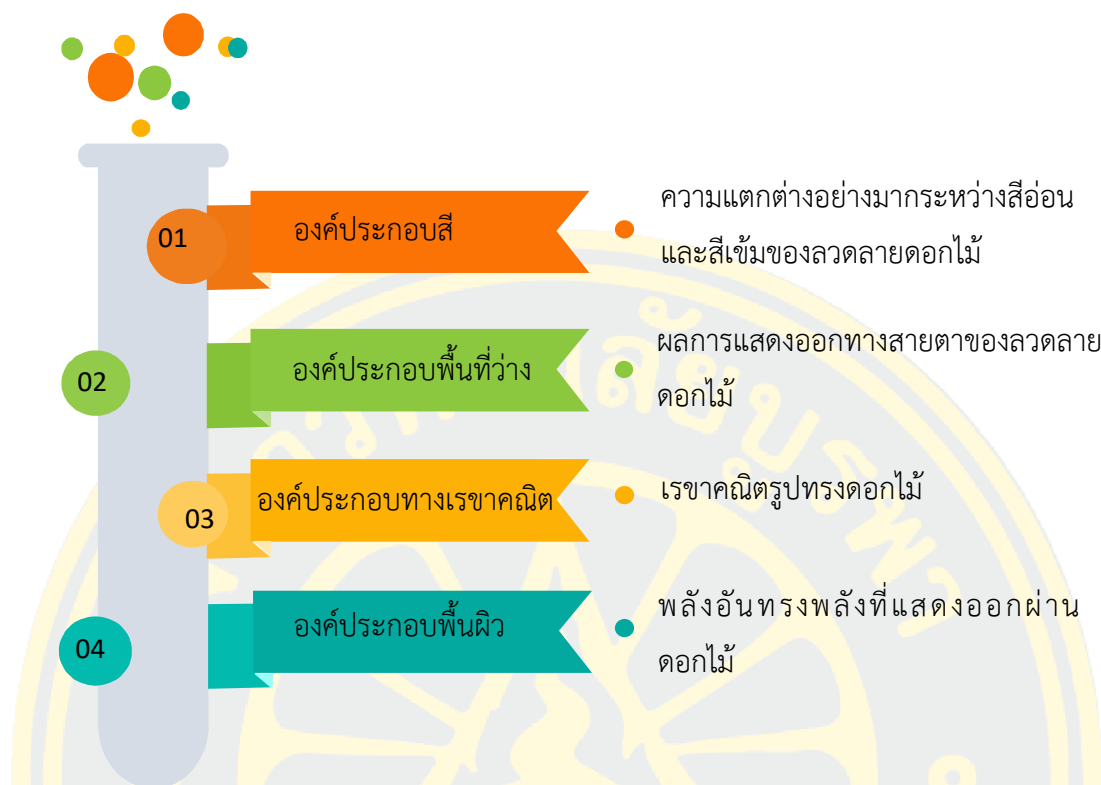 01
องค์ประกอบสี
ความแตกต่างอย่างมากระหว่างสีอ่อน
และสีเข้มของลวดลายดอกไม้
02
องค์ประกอบพื้นที่ว่าง
ผลการแสดงออกทางสายตาของลวดลาย
ดอกไม้
03
องค์ประกอบทางเรขาคณิต
เรขาคณิตรูปทรงดอกไม้
04
องค์ประกอบพื้นผิว
พลังอันทรงพลังที่แสดงออกผ่าน
ดอกไม้